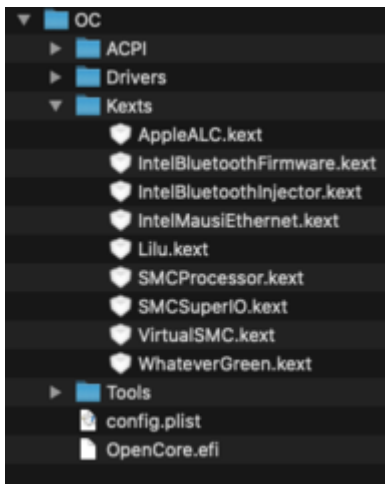 OC
ACPI
Drivers
Kexts
AppleALC.kext
IntelBluetoothFirmware.kext
IntelBluetoothInjector.kext
IntelMausiEthernet.kext
Lilu.kext
SMCProcessor.kext
SMCSuperIO.kext
VirtualSMC.kext
WhateverGreen.kext
Tools
config.plist
OpenCore.efi